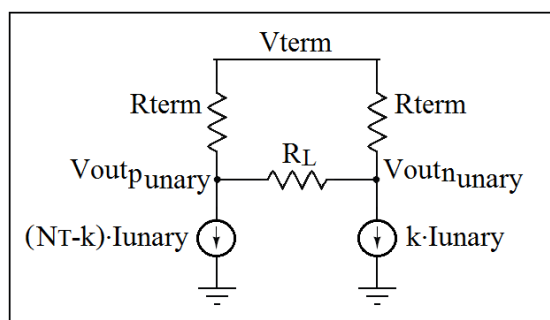 Vterm
Rterm
Rterm
RL
Voutpunary
Voutnunary
(NT-k)·Iunary
k·Iunary